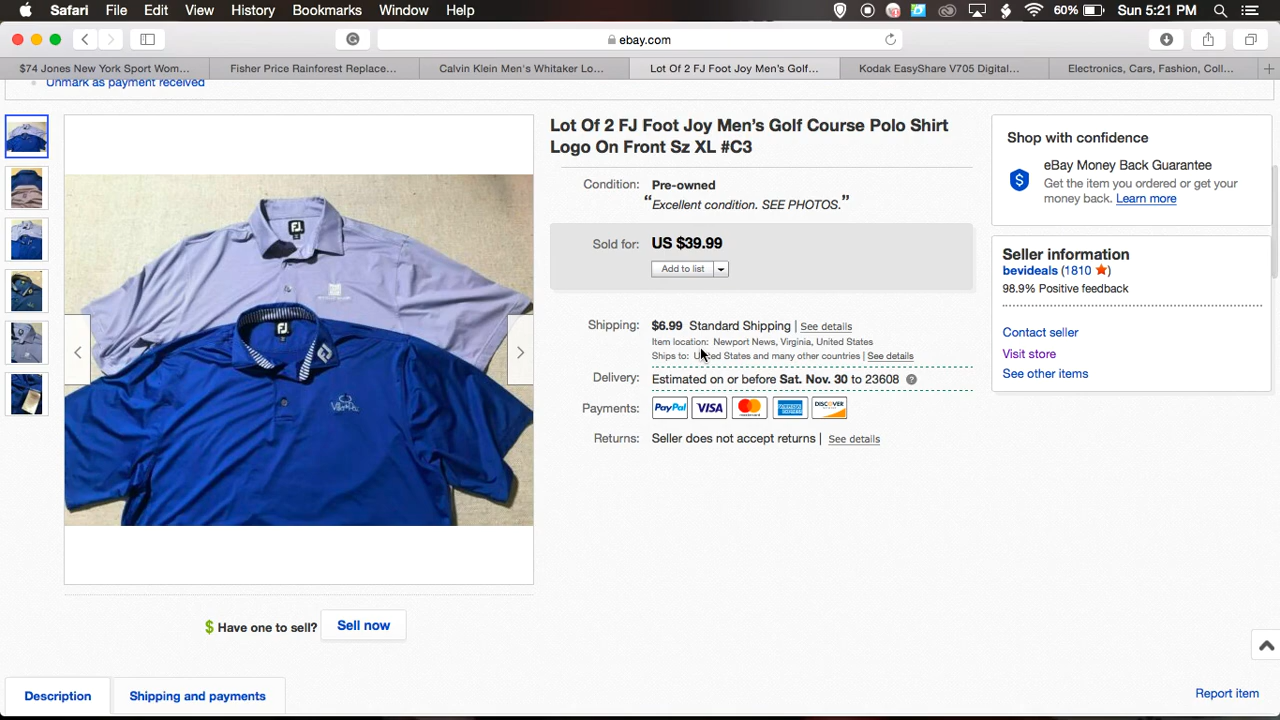 Safari File Edit View History Bookmarks Window Help 60% Sun 5:21 PM
ebay.com
$74 Jones New York Sport Wom... Fisher Price Rainforest Replace... Calvin Klein Men's Whitaker Lo... Lot Of 2 FJ Foot Joy Men's Golf... Kodak EasyShare V705 Digital... Electronics, Cars, Fashion, Coll... +
Unmark as payment received
Lot Of 2 FJ Foot Joy Men's Golf Course Polo Shirt
Logo On Front Sz XL #C3
Condition: Pre-owned
“Excellent condition. SEE PHOTOS.”
Sold for: US $39.99
Add to list
Shipping: $6.99 Standard Shipping | See details
Item location: Newport News, Virginia, United States
Ships to: United States and many other countries | See details
Delivery: Estimated on or before Sat. Nov. 30 to 23608 ?
Payments: PayPal VISA MasterCard AMERICAN EXPRESS DISCOVER
Returns: Seller does not accept returns | See details
Shop with confidence
eBay Money Back Guarantee
Get the item you ordered or get your
money back. Learn more
Seller information
bevideals (1810 )
98.9% Positive feedback
Contact seller
Visit store
See other items
FJ
FJ
$ Have one to sell? Sell now
Description Shipping and payments
Report item